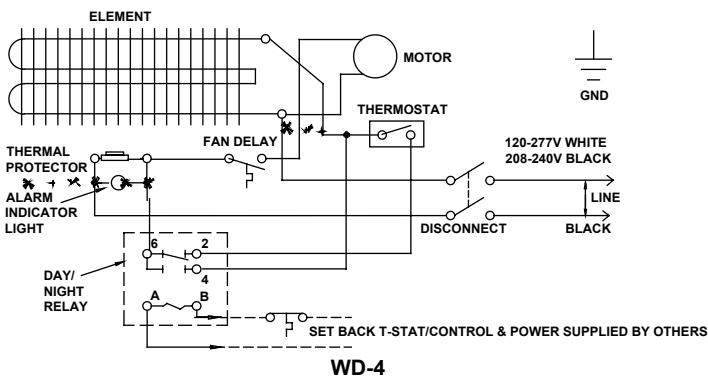 ELEMENT
MOTOR
GND
THERMOSTAT
FAN DELAY
120-277V WHITE
208-240V BLACK
THERMAL
PROTECTOR
ALARM
INDICATOR
LIGHT
LINE
DISCONNECT
BLACK
6
2
4
DAY/
NIGHT
RELAY
A
B
SET BACK T-STAT/CONTROL & POWER SUPPLIED BY OTHERS
WD-4